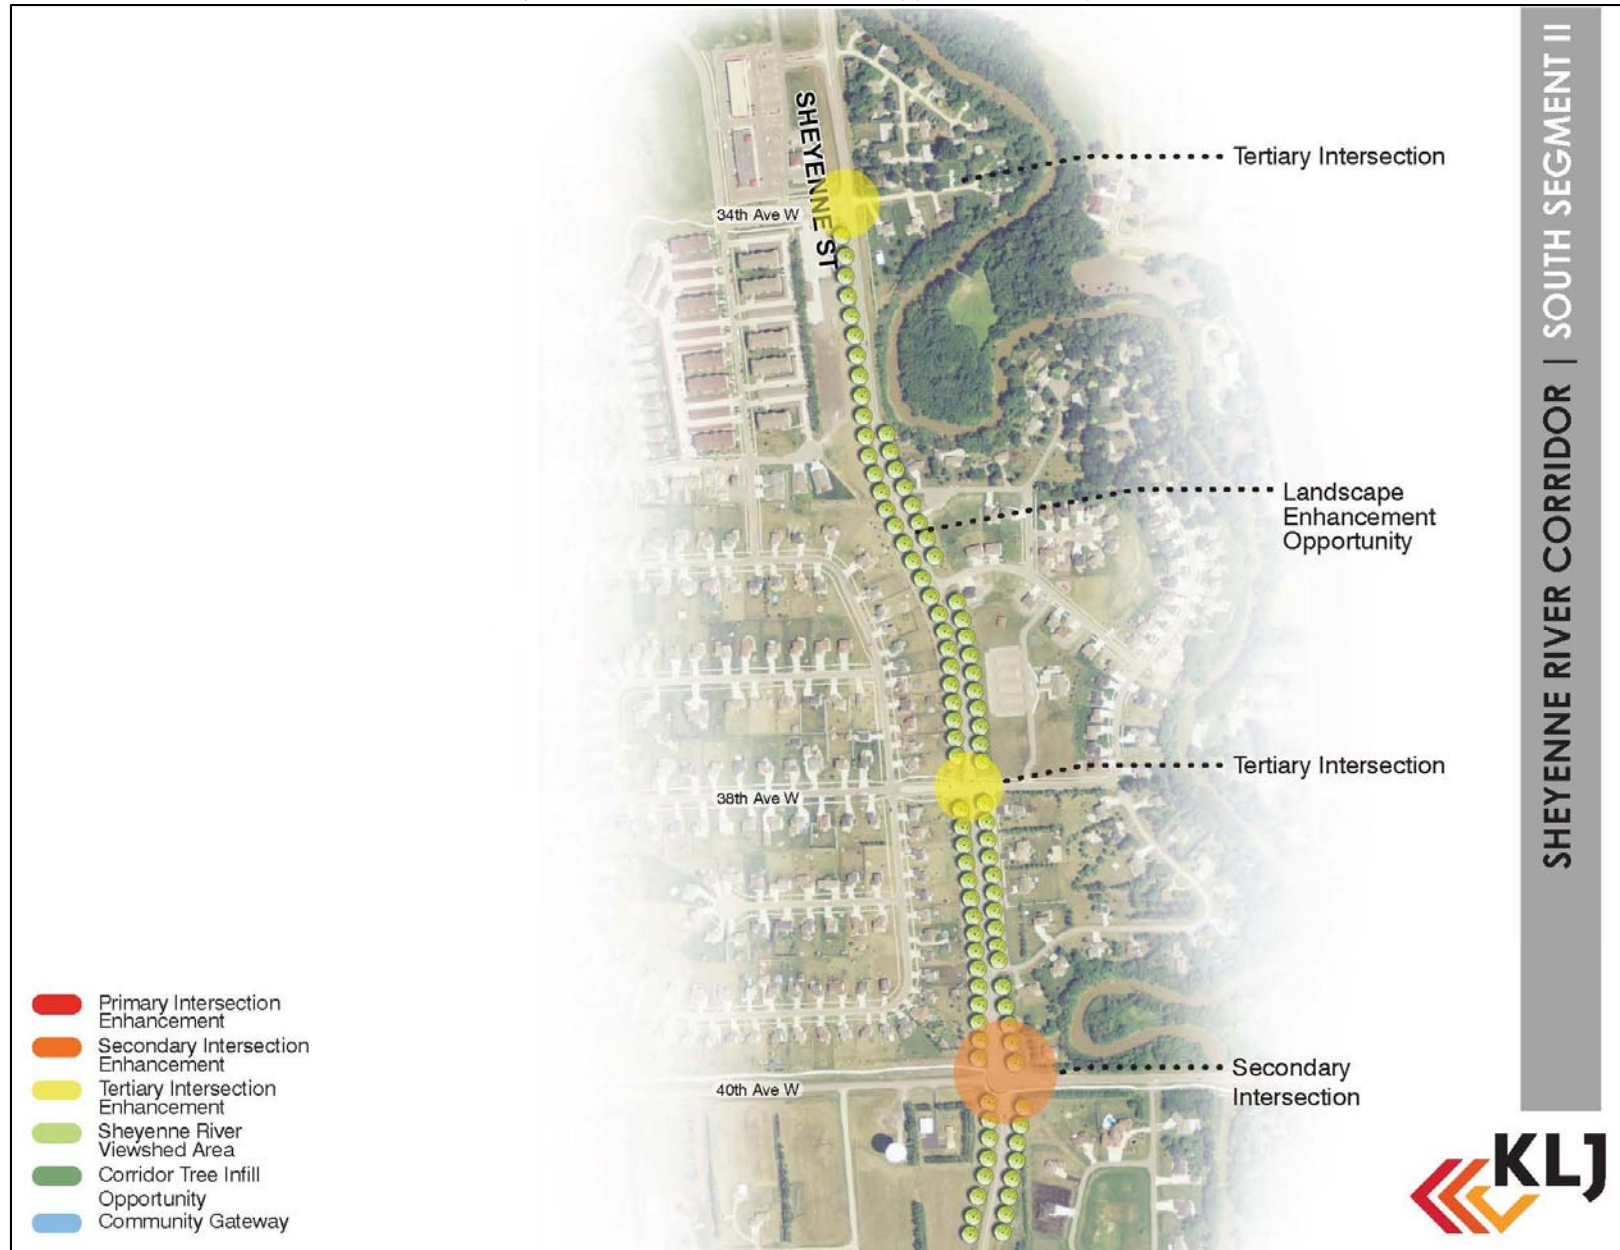 SHEYENNE ST
Tertiary Intersection
34th Ave W
Landscape
Enhancement
Opportunity
Tertiary Intersection
38th Ave W
Secondary
Intersection
40th Ave W
Primary Intersection
Enhancement
Secondary Intersection
Enhancement
Tertiary Intersection
Enhancement
Sheyenne River
Viewshed Area
Corridor Tree Infill
Opportunity
Community Gateway
SHEYENNE RIVER CORRIDOR | SOUTH SEGMENT II
KLJ